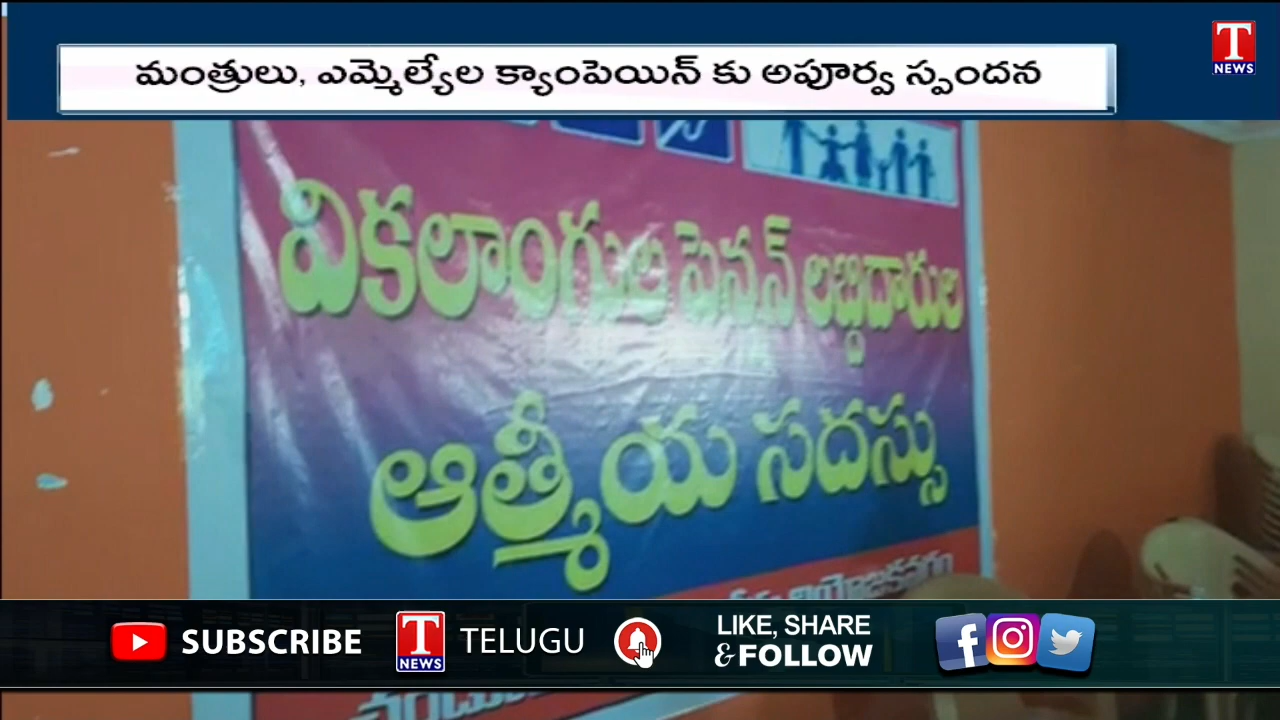 మంత్రులు, ఎమ్మెల్యేల క్యాంపెయిన్ కు అపూర్వ స్పందన
T
NEWS
వికలాంగుల పెన్షన్ లబ్ధిదారుల
ఆత్మీయ సదస్సు
SUBSCRIBE
T
NEWS
TELUGU
LIKE, SHARE
& FOLLOW